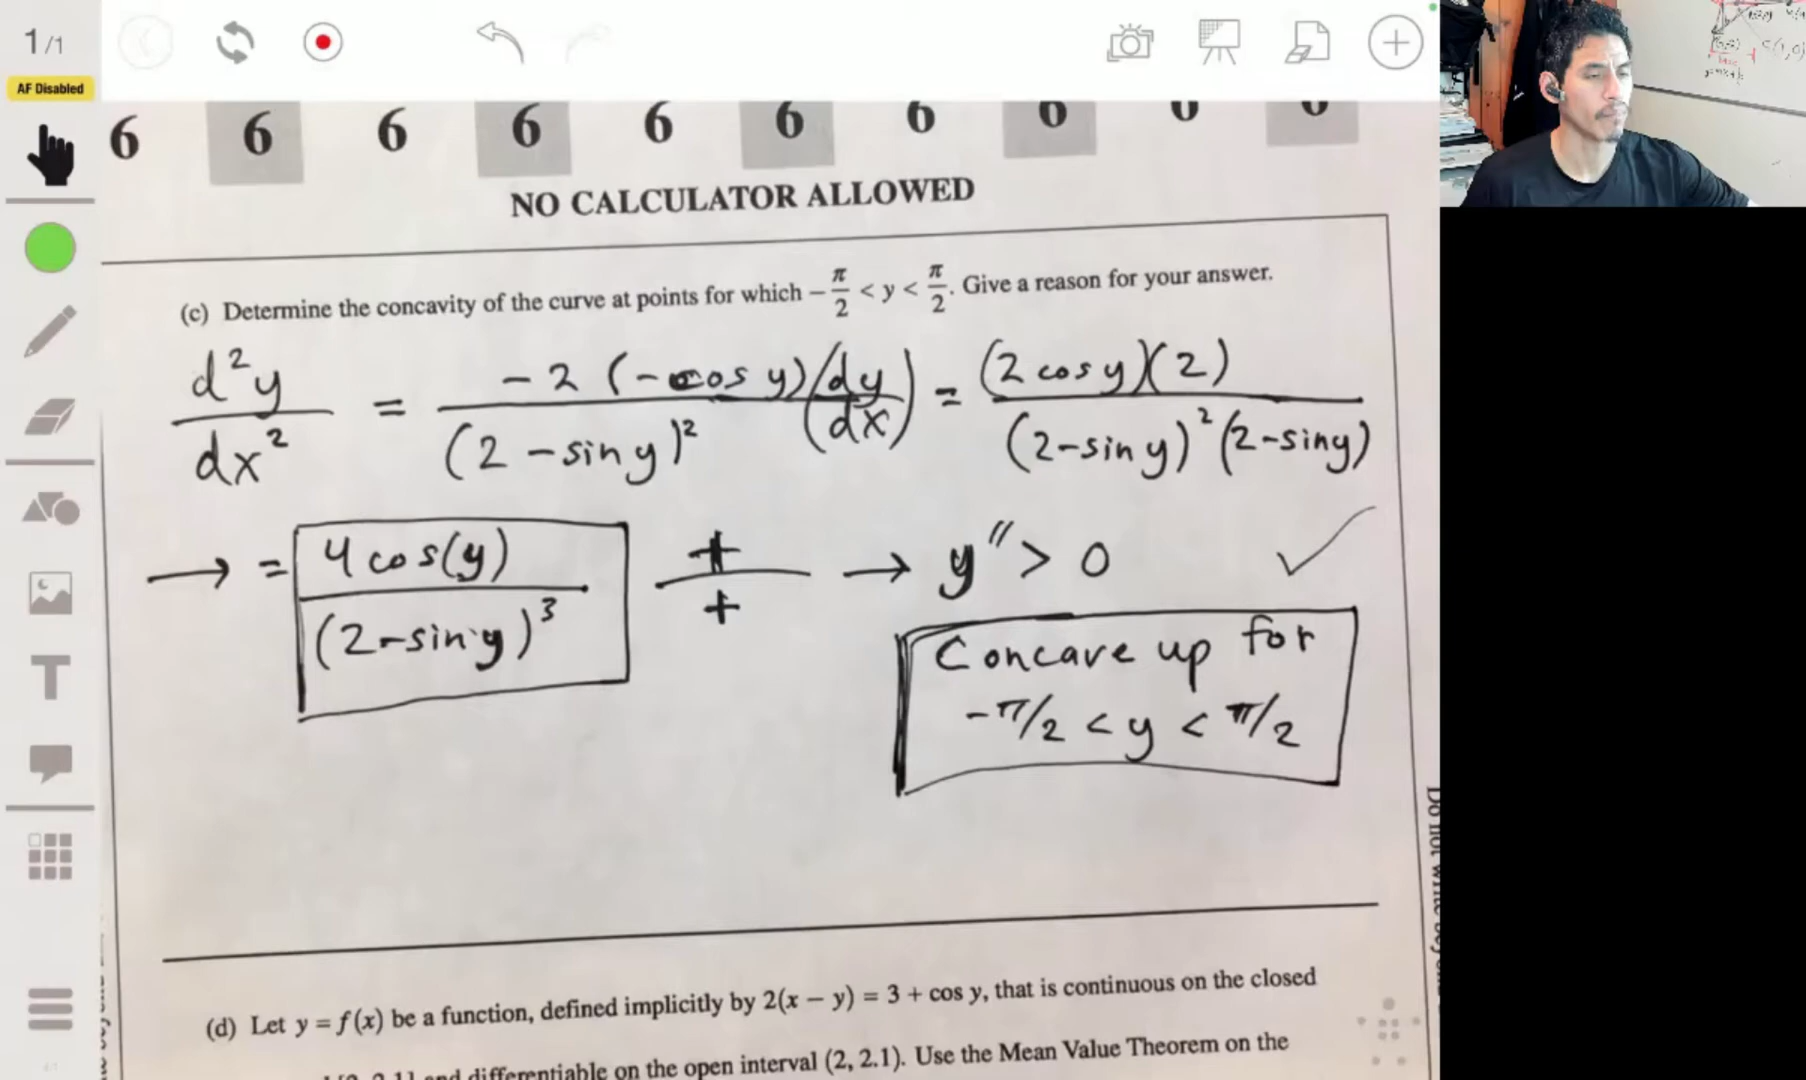 1/1
AF Disabled
6 6 6 6 6 6 6
NO CALCULATOR ALLOWED
(c) Determine the concavity of the curve at points for which -π/2 < y < π/2. Give a reason for your answer.
d²y/dx² = -2 (-cos y)(dy/dx)/(2 - sin y)² = (2 cos y)(2)/(2-sin y)²(2-sin y)
→ = 4 cos(y)/(2-sin y)³ +/+ → y″ > 0 ✓
Concave up for
-π/2 < y < π/2
T
(d) Let y = f(x) be a function, defined implicitly by 2(x − y) = 3 + cos y, that is continuous on the closed
and differentiable on the open interval (2, 2.1). Use the Mean Value Theorem on the
Do not write